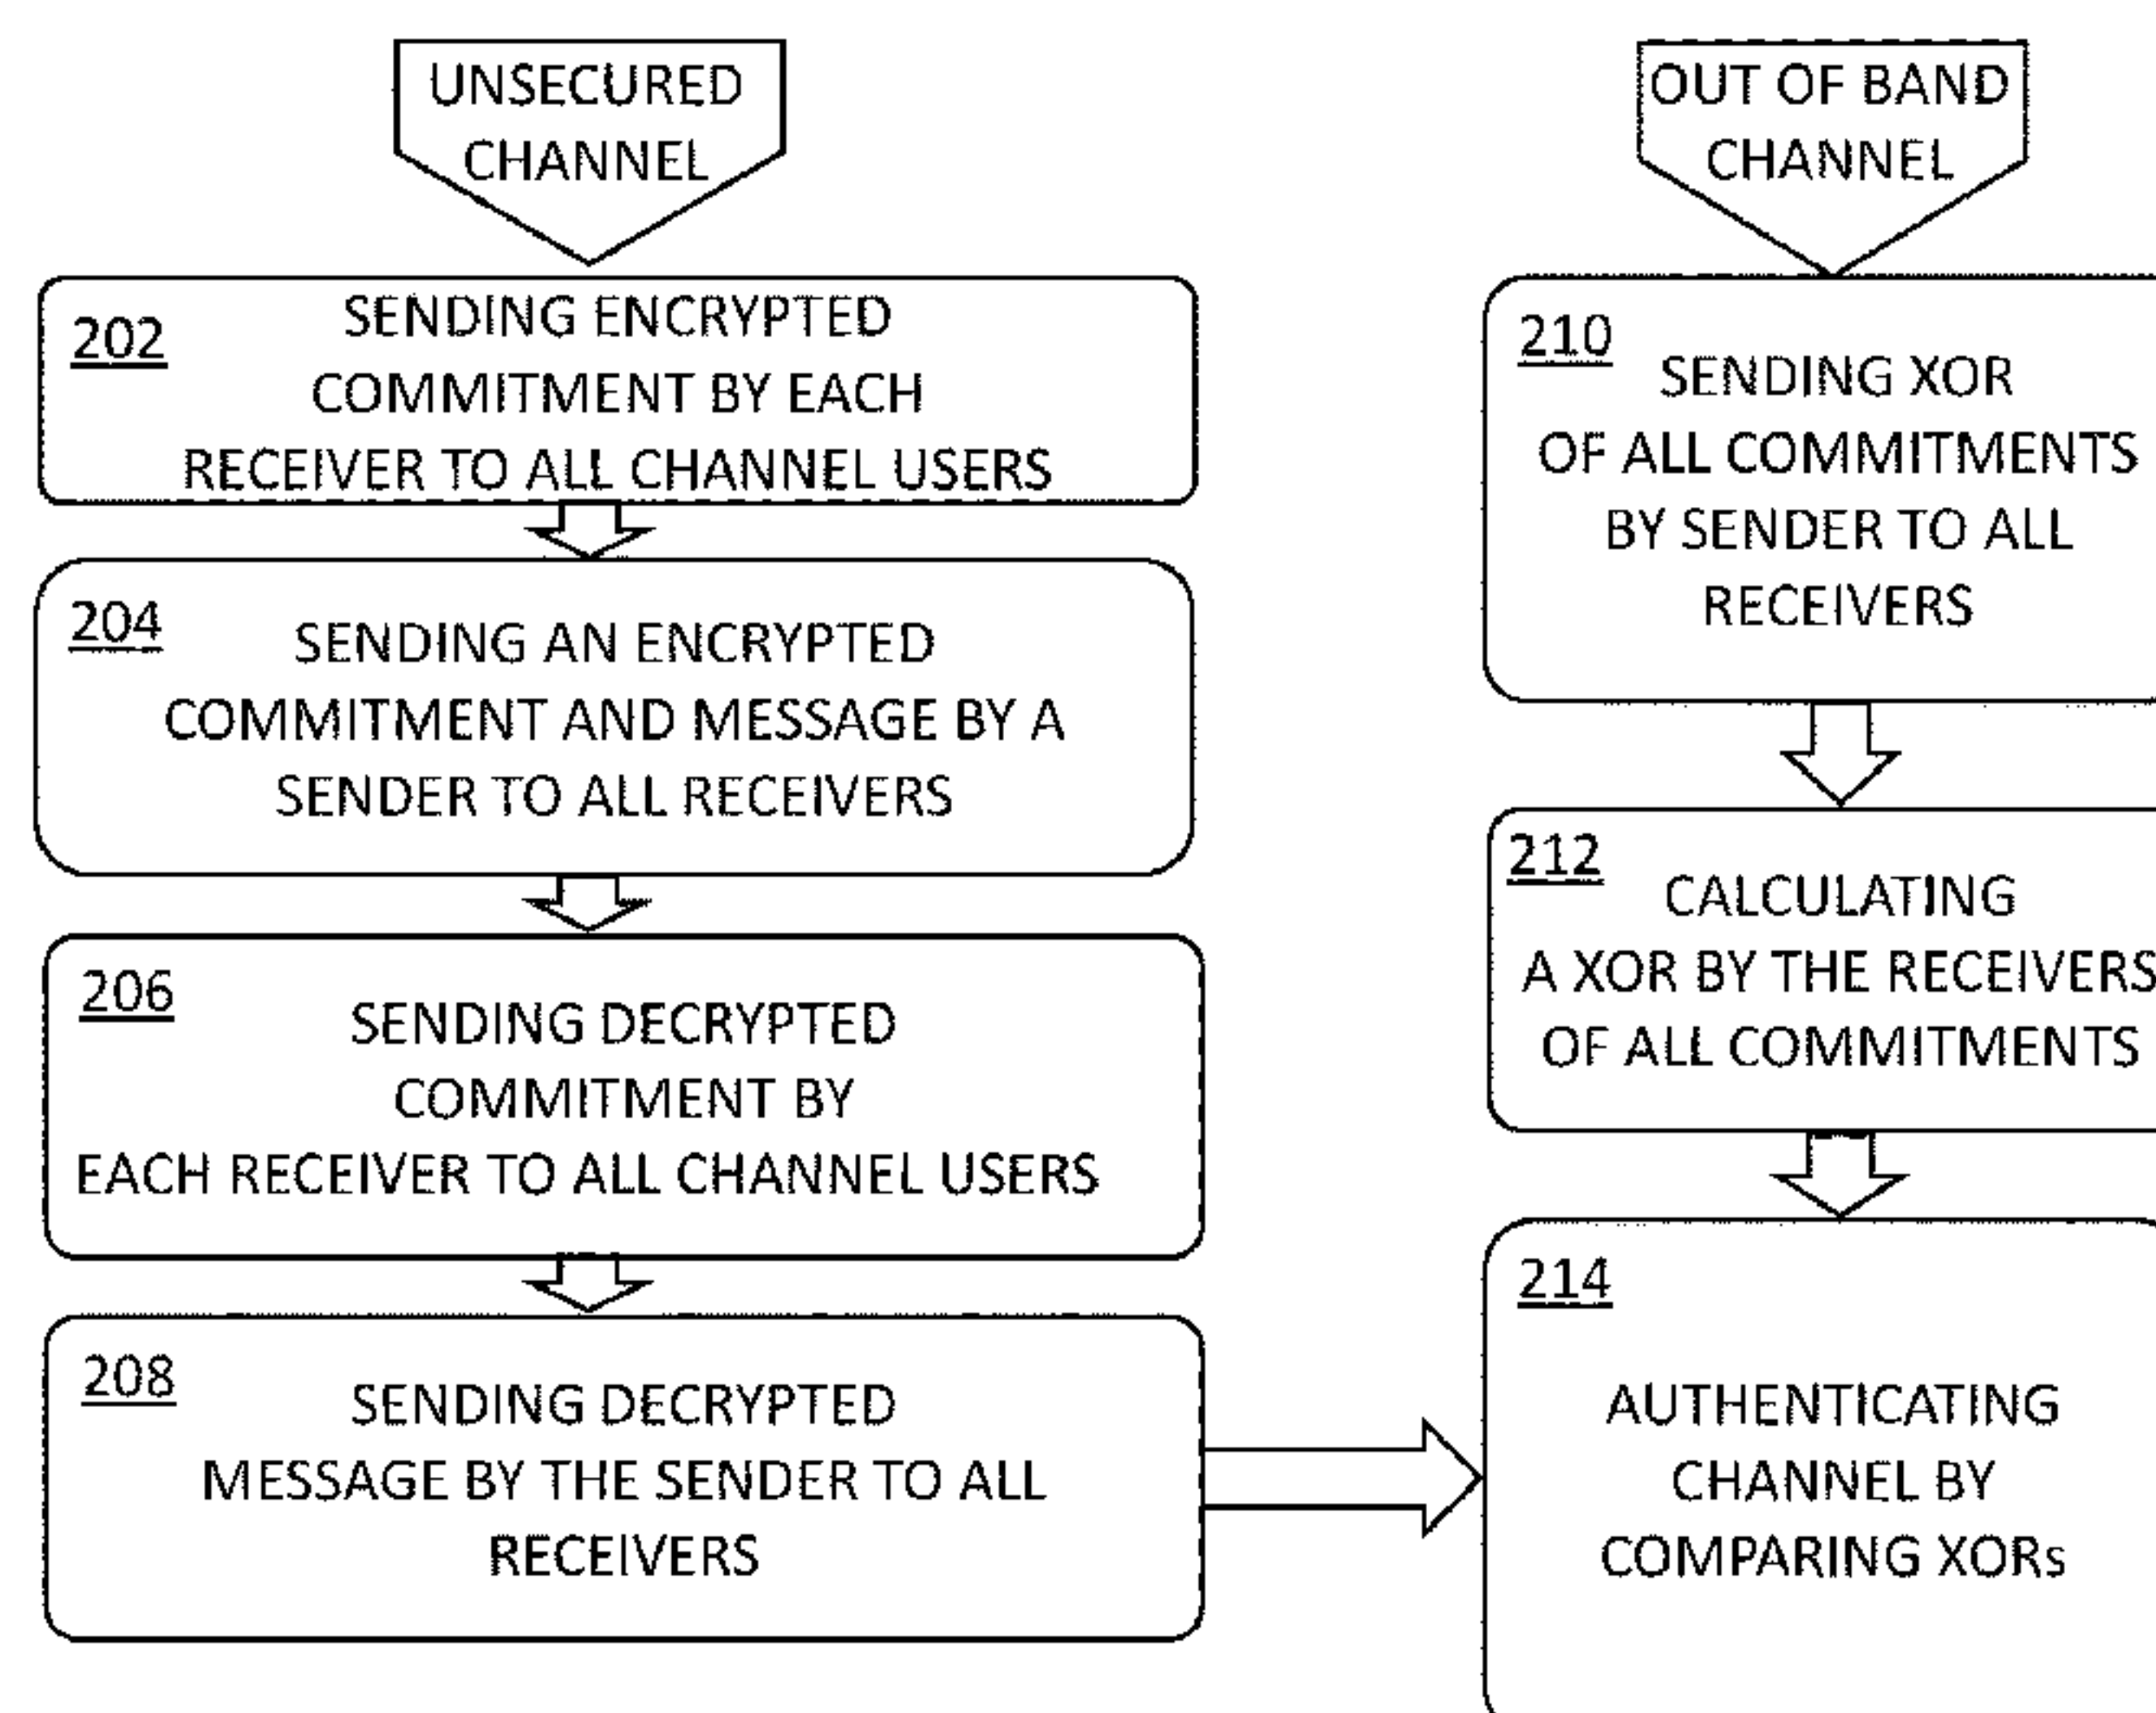 UNSECURED
CHANNEL
202
SENDING ENCRYPTED
COMMITMENT BY EACH
RECEIVER TO ALL CHANNEL USERS
204
SENDING AN ENCRYPTED
COMMITMENT AND MESSAGE BY A
SENDER TO ALL RECEIVERS
206
SENDING DECRYPTED
COMMITMENT BY
EACH RECEIVER TO ALL CHANNEL USERS
208
SENDING DECRYPTED
MESSAGE BY THE SENDER TO ALL
RECEIVERS
OUT OF BAND
CHANNEL
210
SENDING XOR
OF ALL COMMITMENTS
BY SENDER TO ALL
RECEIVERS
212
CALCULATING
A XOR BY THE RECEIVERS
OF ALL COMMITMENTS
214
AUTHENTICATING
CHANNEL BY
COMPARING XORs